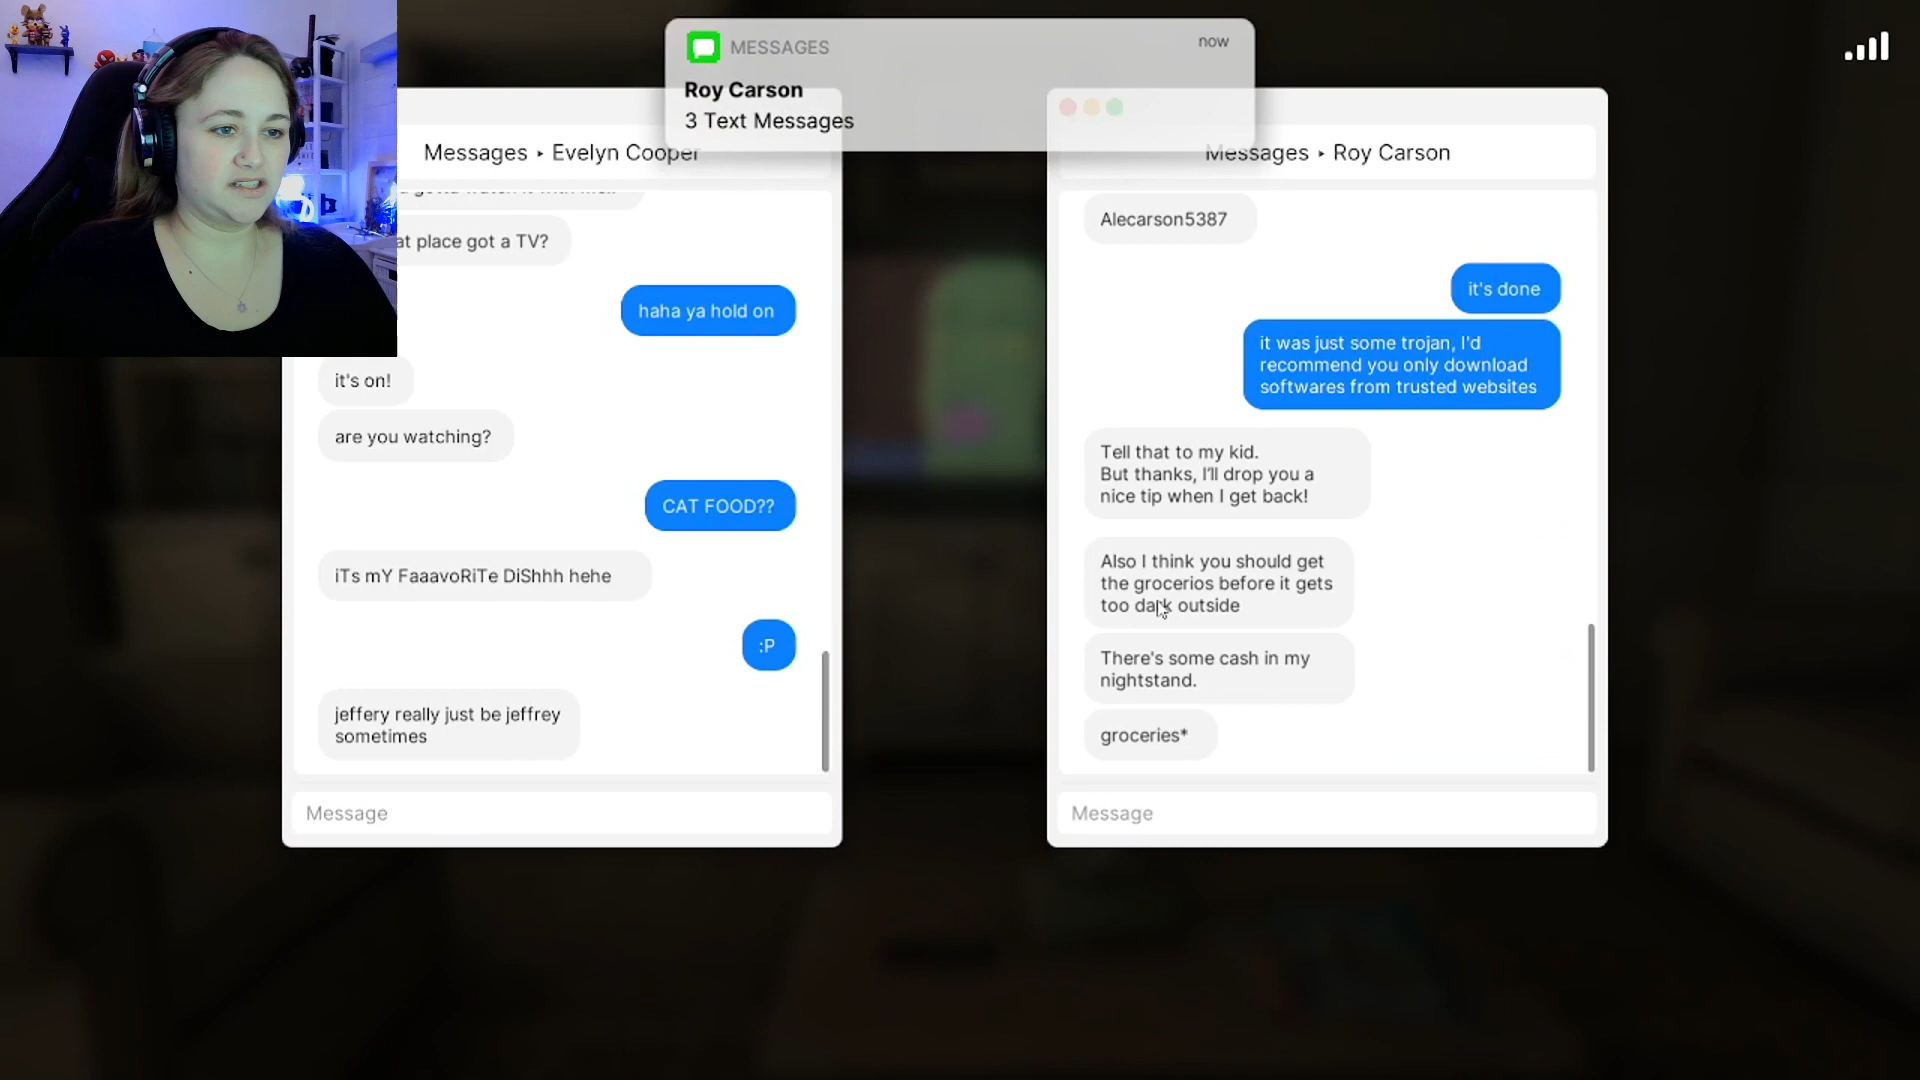 MESSAGES
now
Roy Carson
3 Text Messages
Messages ▸ Evelyn Cooper
at place got a TV?
haha ya hold on
it's on!
are you watching?
CAT FOOD??
iTs mY FaaavoRiTe DiShhh hehe
:P
jeffery really just be jeffrey
sometimes
Message
Messages ▸ Roy Carson
Alecarson5387
it's done
it was just some trojan, I'd
recommend you only download
softwares from trusted websites
Tell that to my kid.
But thanks, I'll drop you a
nice tip when I get back!
Also I think you should get
the grocerios before it gets
too dark outside
There's some cash in my
nightstand.
groceries*
Message